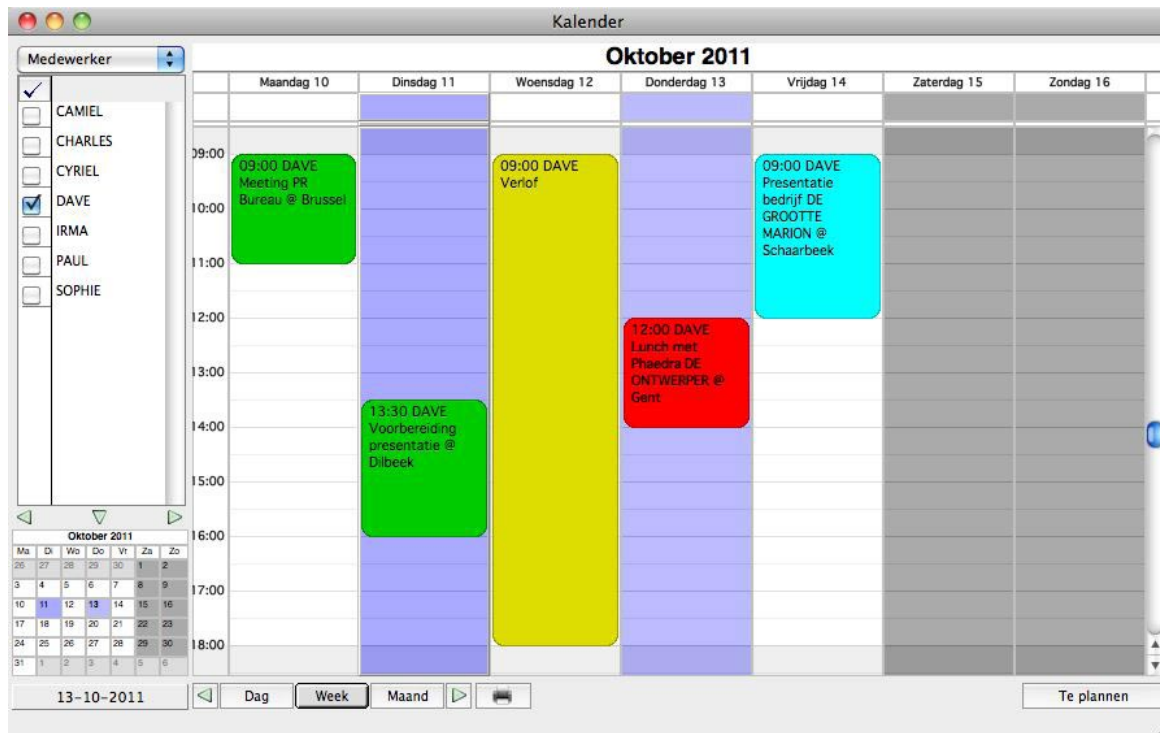 Kalender
Medewerker
CAMIEL
CHARLES
CYRIEL
DAVE
IRMA
PAUL
SOPHIE
Oktober 2011
Maandag 10 Dinsdag 11 Woensdag 12 Donderdag 13 Vrijdag 14 Zaterdag 15 Zondag 16
09:00
10:00
11:00
12:00
13:00
14:00
15:00
16:00
17:00
18:00
09:00 DAVE
Meeting PR
Bureau @ Brussel
13:30 DAVE
Voorbereiding
presentatie @
Dilbeek
09:00 DAVE
Verlof
12:00 DAVE
Lunch met
Phaedra DE
ONTWERPER @
Gent
09:00 DAVE
Presentatie
bedrijf DE
GROOTTE
MARION @
Schaarbeek
Oktober 2011
Ma Di Wo Do Vr Za Zo
26 27 28 29 30 1 2
3 4 5 6 7 8 9
10 11 12 13 14 15 16
17 18 19 20 21 22 23
24 25 26 27 28 29 30
31 1 2 3 4 5 6
13-10-2011
Dag Week Maand
Te plannen